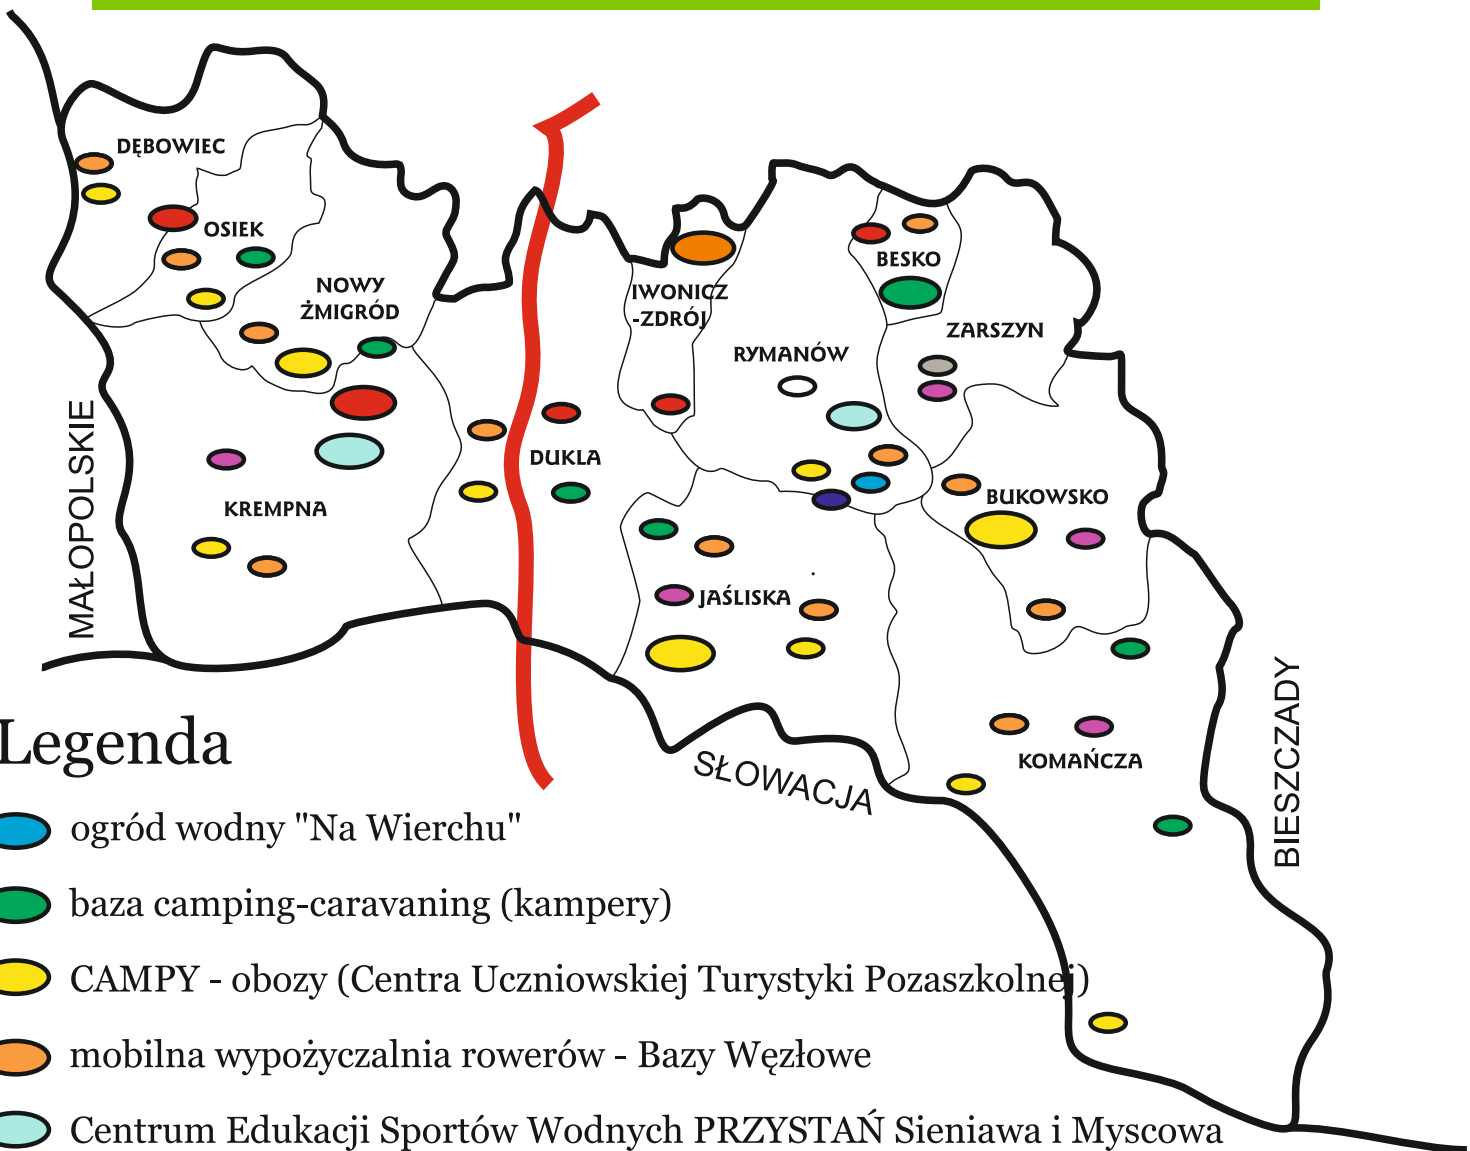 DĘBOWIEC
OSIEK
NOWY
ŻMIGRÓD
IWONICZ
-ZDRÓJ
BESKO
ZARSZYN
RYMANÓW
DUKLA
KREMPNA
BUKOWSKO
JAŚLISKA
KOMAŃCZA
MAŁOPOLSKIE
SŁOWACJA
BIESZCZADY
Legenda
ogród wodny "Na Wierchu"
baza camping-caravaning (kampery)
CAMPY - obozy (Centra Uczniowskiej Turystyki Pozaszkolnej)
mobilna wypożyczalnia rowerów - Bazy Węzłowe
Centrum Edukacji Sportów Wodnych PRZYSTAŃ Sieniawa i Myscowa